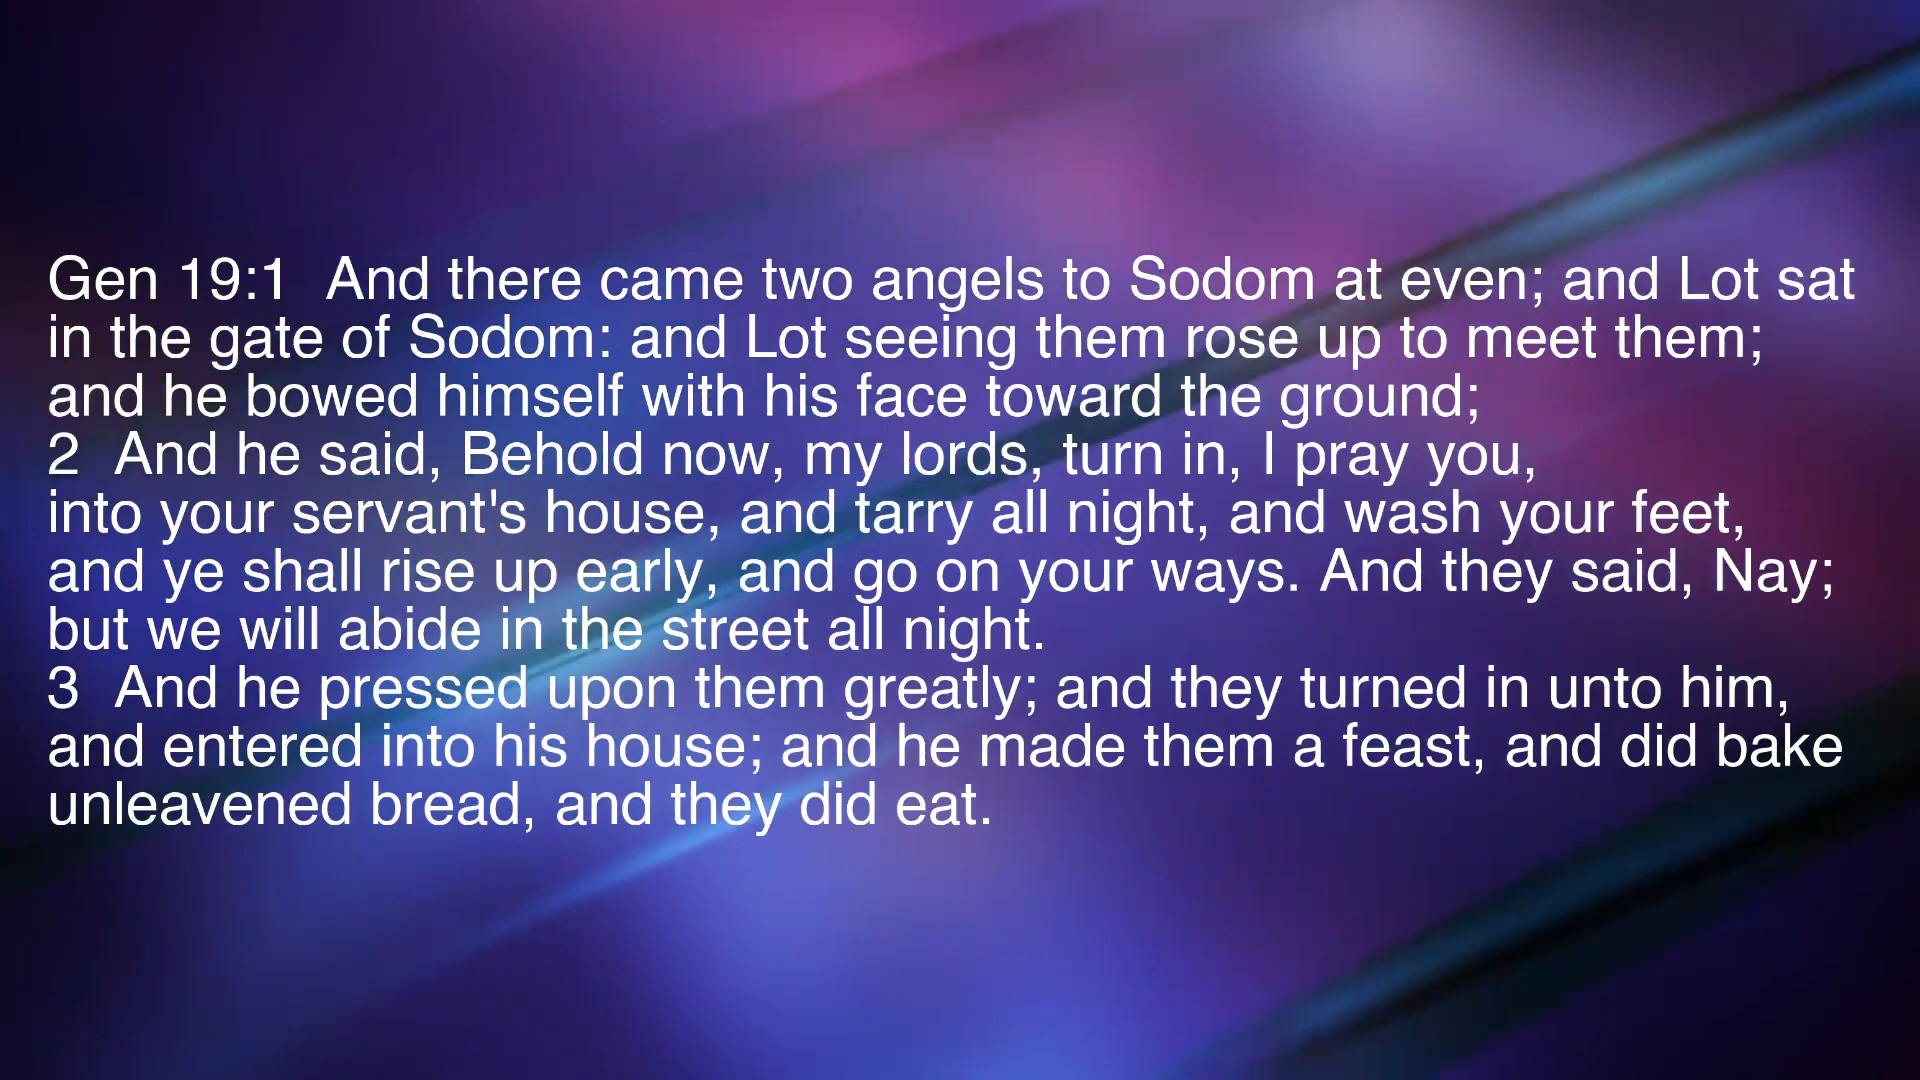 Gen 19:1  And there came two angels to Sodom at even; and Lot sat
in the gate of Sodom: and Lot seeing them rose up to meet them;
and he bowed himself with his face toward the ground;
2  And he said, Behold now, my lords, turn in, I pray you,
into your servant's house, and tarry all night, and wash your feet,
and ye shall rise up early, and go on your ways. And they said, Nay;
but we will abide in the street all night.
3  And he pressed upon them greatly; and they turned in unto him,
and entered into his house; and he made them a feast, and did bake
unleavened bread, and they did eat.